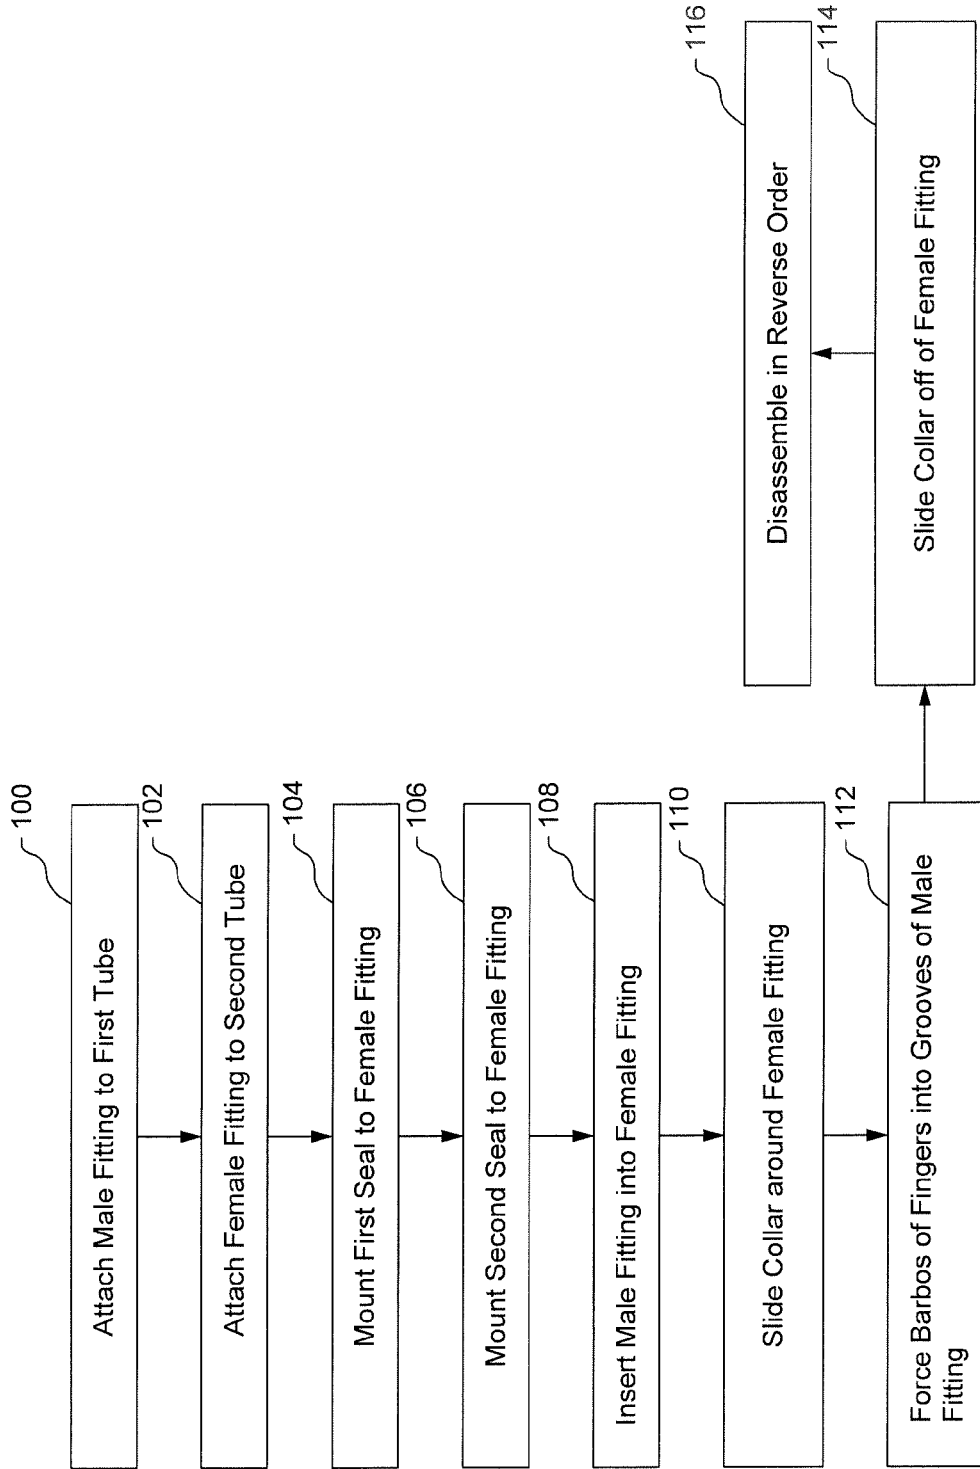 100
Attach Male Fitting to First Tube
102
Attach Female Fitting to Second Tube
104
Mount First Seal to Female Fitting
106
Mount Second Seal to Female Fitting
108
Insert Male Fitting into Female Fitting
110
Slide Collar around Female Fitting
112
Force Barbos of Fingers into Grooves of Male
Fitting
114
Slide Collar off of Female Fitting
116
Disassemble in Reverse Order